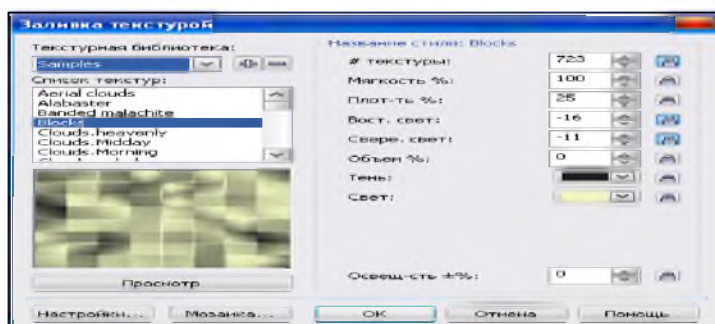 Заливка текстурой
Текстурная библиотека:
Samples
Список текстур:
Aerial clouds
Alabaster
Banded malachite
Blocks
Clouds.heavenly
Clouds.Midday
Clouds.Morning
Просмотр
Название стиля: Blocks
# текстуры: 723
Мягкость %: 100
Плот-ть %: 25
Вост. свет: -16
Севере. свет: -11
Объем %: 0
Тень:
Свет:
Освещ-сть ±%: 0
Настройки... Мозаика... OK Отмена Помощь